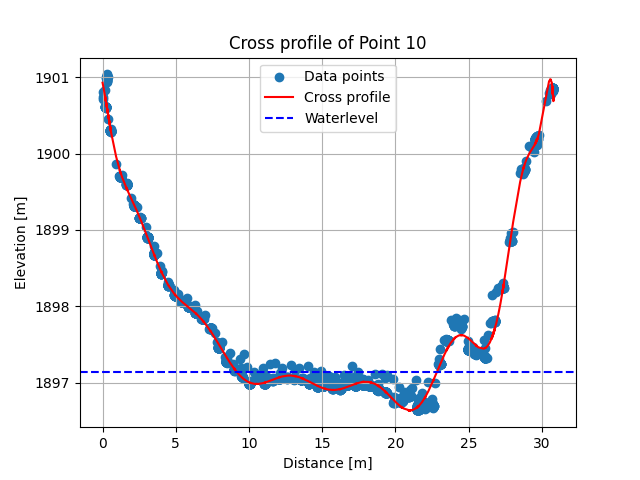 Cross profile of Point 10
Data points
Cross profile
Waterlevel
1901
1900
1899
1898
1897
Elevation [m]
0 5 10 15 20 25 30
Distance [m]